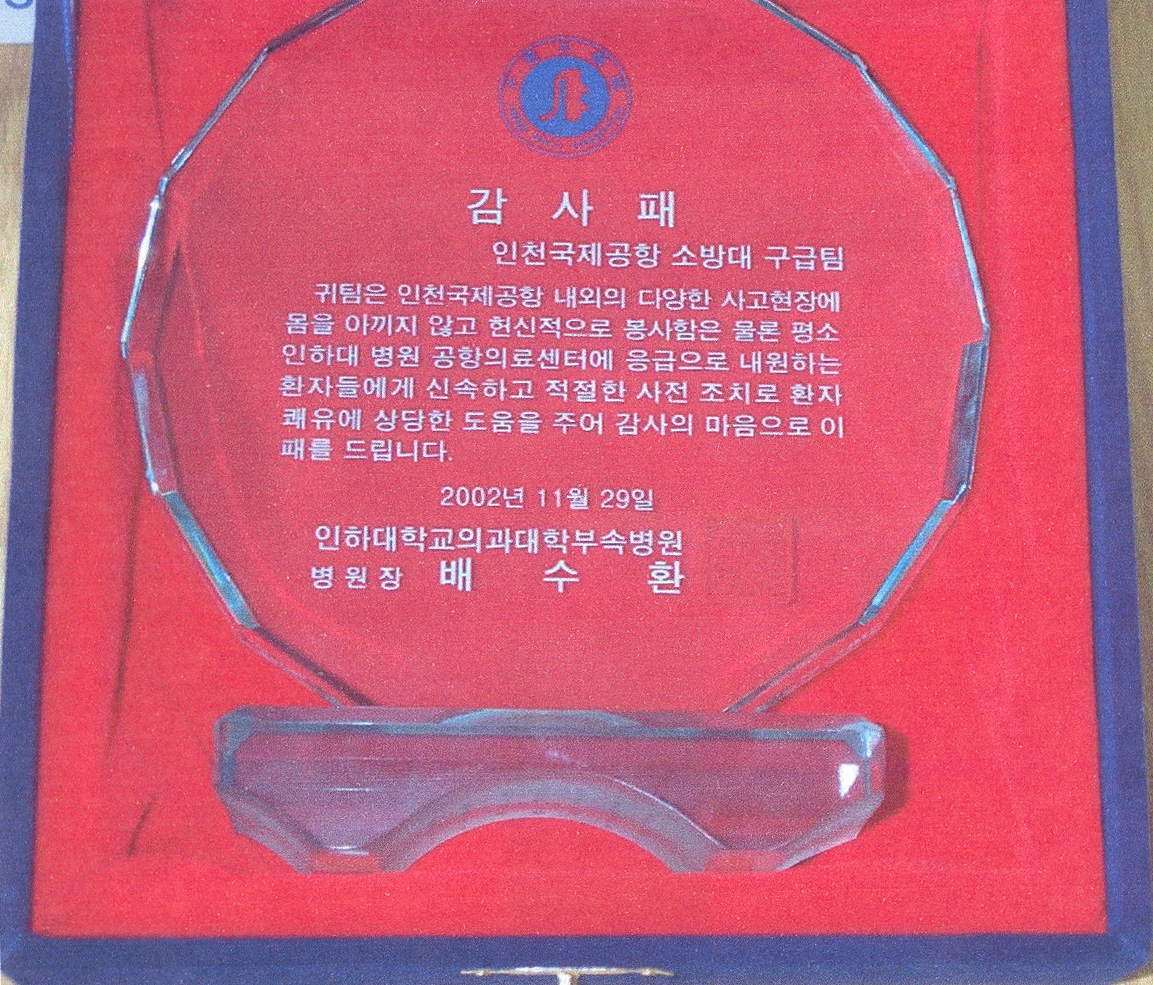 감 사 패
인천국제공항 소방대 구급팀
귀팀은 인천국제공항 내외의 다양한 사고현장에
몸을 아끼지 않고 헌신적으로 봉사함은 물론 평소
인하대 병원 공항의료센터에 응급으로 내원하는
환자들에게 신속하고 적절한 사전 조치로 환자
쾌유에 상당한 도움을 주어 감사의 마음으로 이
패를 드립니다.
2002년 11월 29일
인하대학교의과대학부속병원
병원장 배 수 환